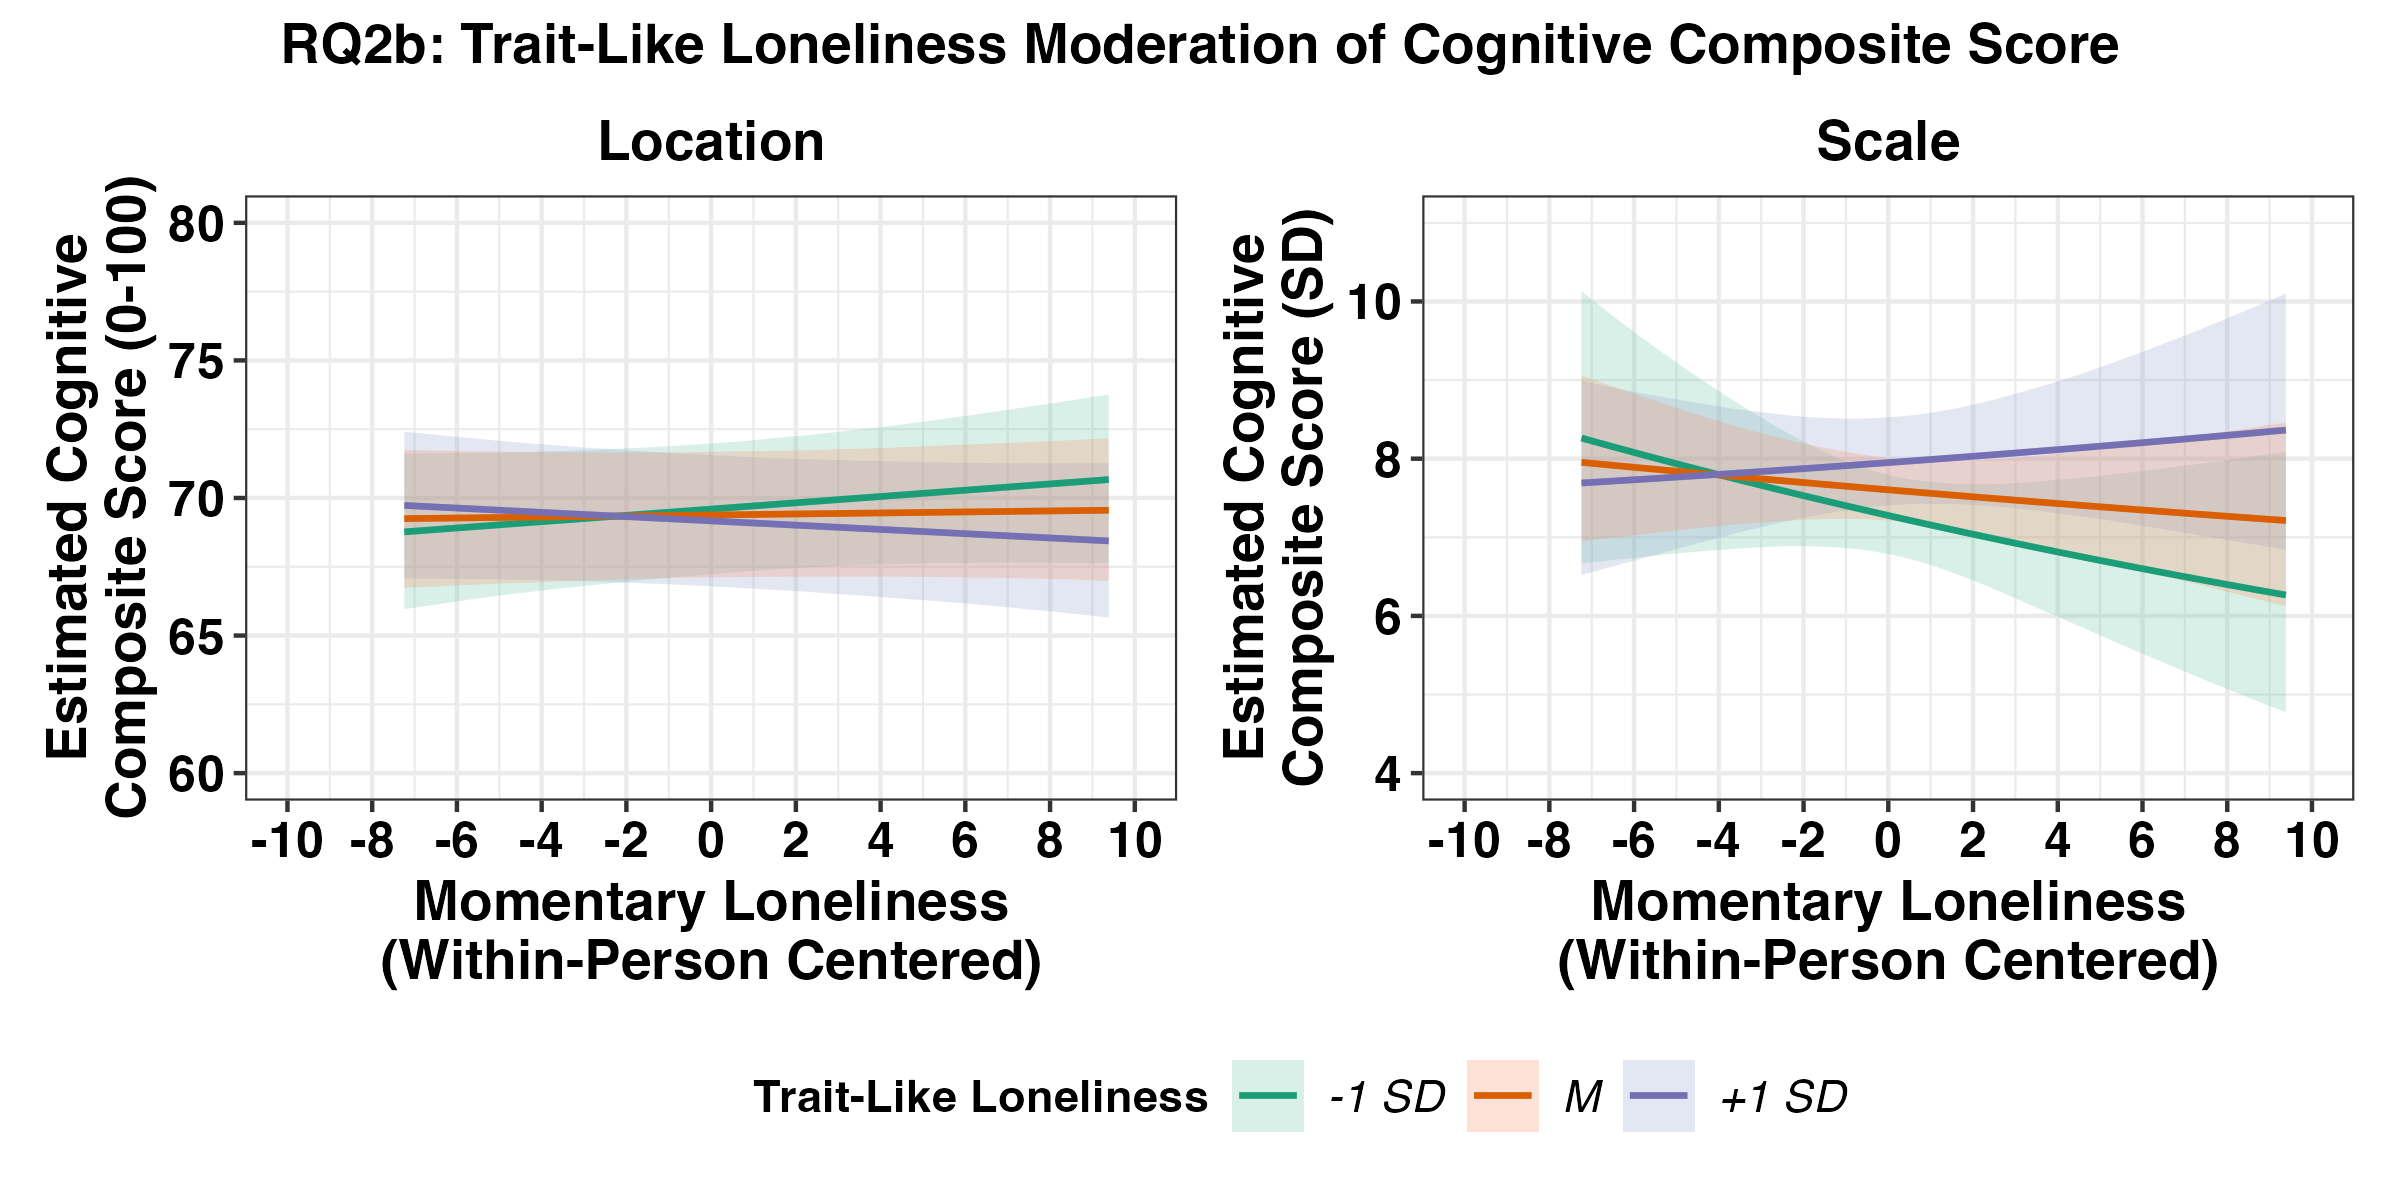 RQ2b: Trait-Like Loneliness Moderation of Cognitive Composite Score
Location
Estimated Cognitive
Composite Score (0-100)
80
75
70
65
60
-10 -8 -6 -4 -2 0 2 4 6 8 10
Momentary Loneliness
(Within-Person Centered)
Scale
Estimated Cognitive
Composite Score (SD)
10
8
6
4
-10 -8 -6 -4 -2 0 2 4 6 8 10
Momentary Loneliness
(Within-Person Centered)
Trait-Like Loneliness -1 SD M +1 SD